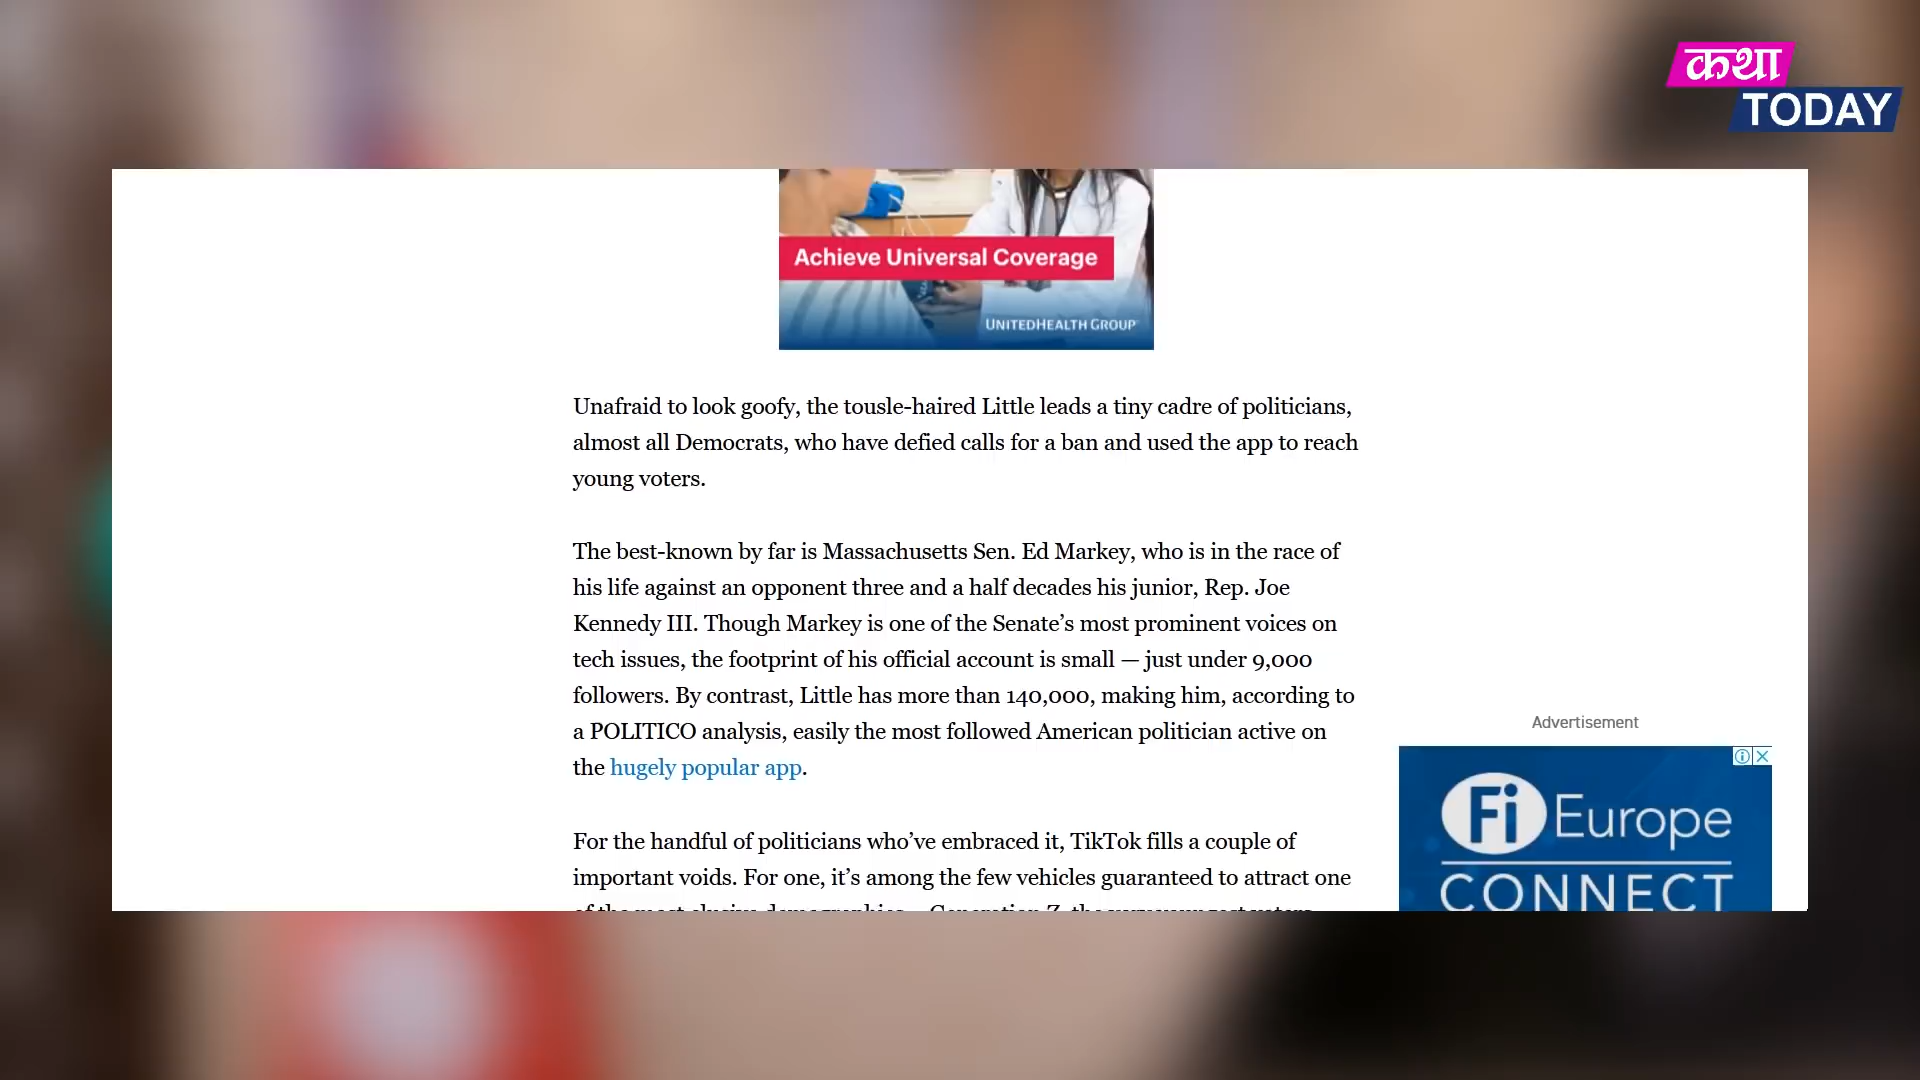 कथा
TODAY
Achieve Universal Coverage
UNITEDHEALTH GROUP
Unafraid to look goofy, the tousle-haired Little leads a tiny cadre of politicians,
almost all Democrats, who have defied calls for a ban and used the app to reach
young voters.
The best-known by far is Massachusetts Sen. Ed Markey, who is in the race of
his life against an opponent three and a half decades his junior, Rep. Joe
Kennedy III. Though Markey is one of the Senate’s most prominent voices on
tech issues, the footprint of his official account is small — just under 9,000
followers. By contrast, Little has more than 140,000, making him, according to
a POLITICO analysis, easily the most followed American politician active on
the hugely popular app.
For the handful of politicians who’ve embraced it, TikTok fills a couple of
important voids. For one, it’s among the few vehicles guaranteed to attract one
Advertisement
Fi Europe
CONNECT